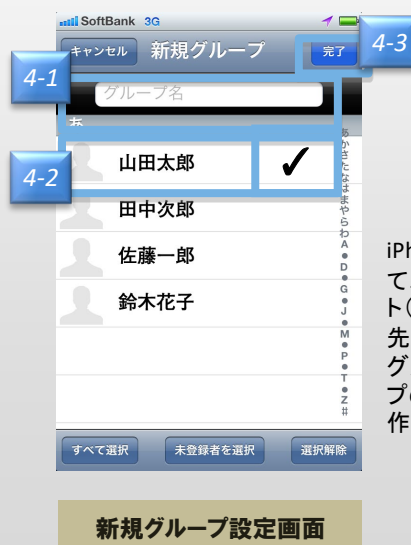 SoftBank 3G
キャンセル 新規グループ 完了
4-3
4-1
グループ名
あ
4-2
山田太郎
田中次郎
佐藤一郎
鈴木花子
あ
か
さ
た
な
は
ま
や
ら
わ
A
D
G
J
M
P
T
Z
#
iPh
て
ト(
先
グ
プ
作
すべて選択 未登録者を選択 選択解除
新規グループ設定画面